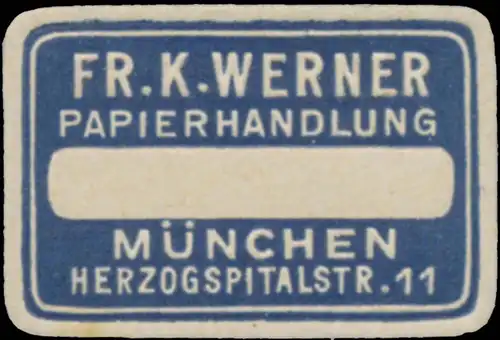 FR.K.WERNER
PAPIERHANDLUNG
MÜNCHEN
HERZOGSPITALSTR.11